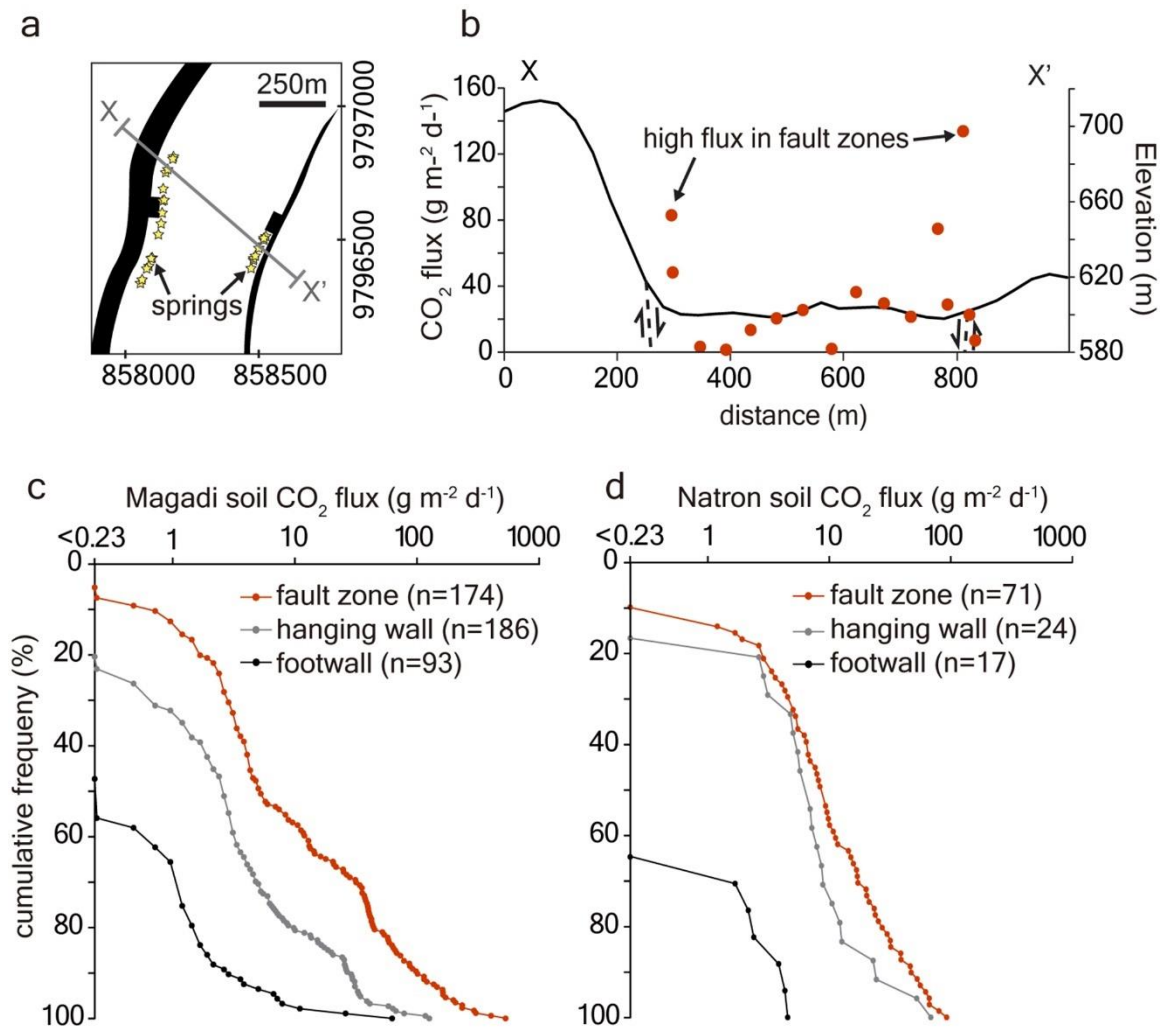 a
X
250m
9797000
9796500
springs
X'
858000
858500
b
X
X'
160
120
80
40
0
CO₂ flux (g m⁻² d⁻¹)
high flux in fault zones
700
660
620
580
Elevation (m)
0 200 400 600 800
distance (m)
c
Magadi soil CO₂ flux (g m⁻² d⁻¹)
<0.23 1 10 100 1000
0
20
40
60
80
100
cumulative frequeny (%)
fault zone (n=174)
hanging wall (n=186)
footwall (n=93)
d
Natron soil CO₂ flux (g m⁻² d⁻¹)
<0.23 1 10 100 1000
0
20
40
60
80
100
fault zone (n=71)
hanging wall (n=24)
footwall (n=17)